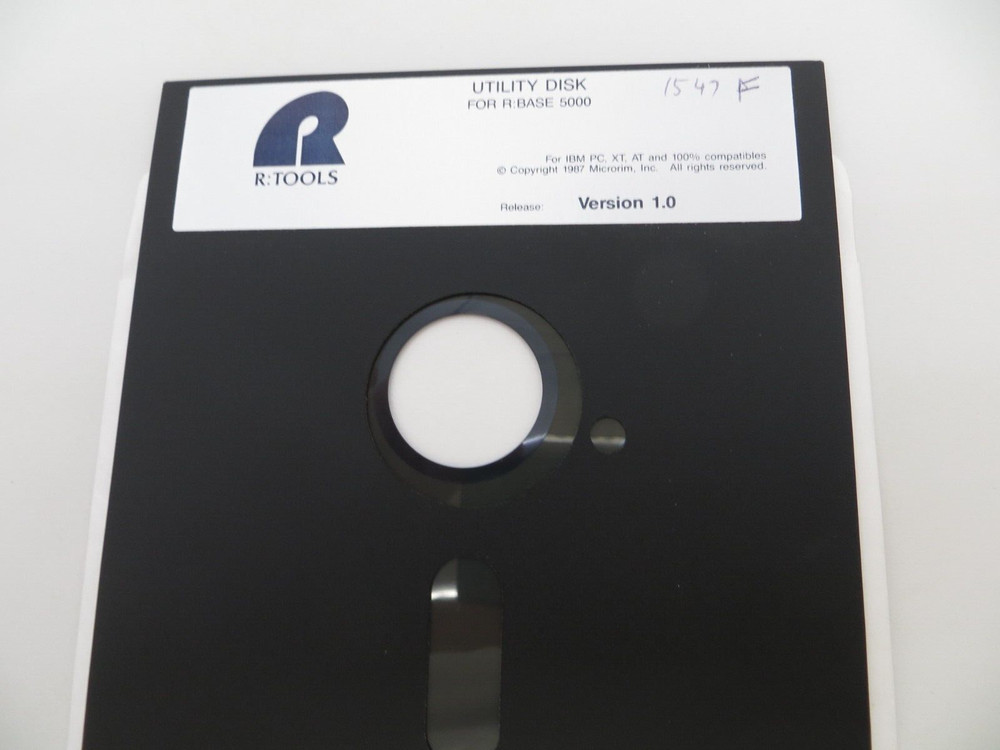 UTILITY DISK
FOR R:BASE 5000
1547 F
R:TOOLS
For IBM PC, XT, AT and 100% compatibles
© Copyright 1987 Microrim, Inc. All rights reserved.
Release: Version 1.0